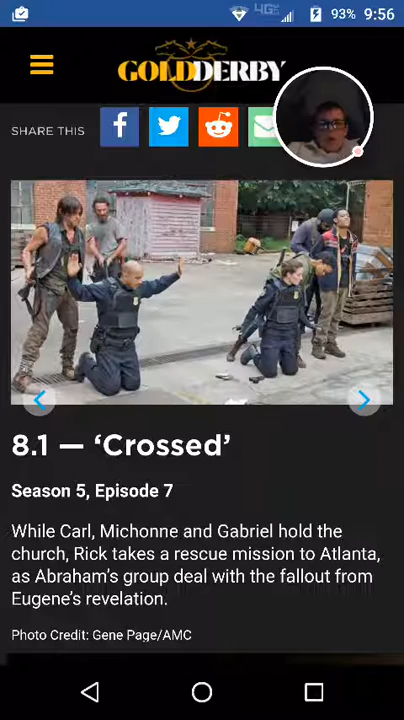 4G
93% 9:56
GOLDDERBY
SHARE THIS
8.1 — ‘Crossed’
Season 5, Episode 7
While Carl, Michonne and Gabriel hold the
church, Rick takes a rescue mission to Atlanta,
as Abraham’s group deal with the fallout from
Eugene’s revelation.
Photo Credit: Gene Page/AMC